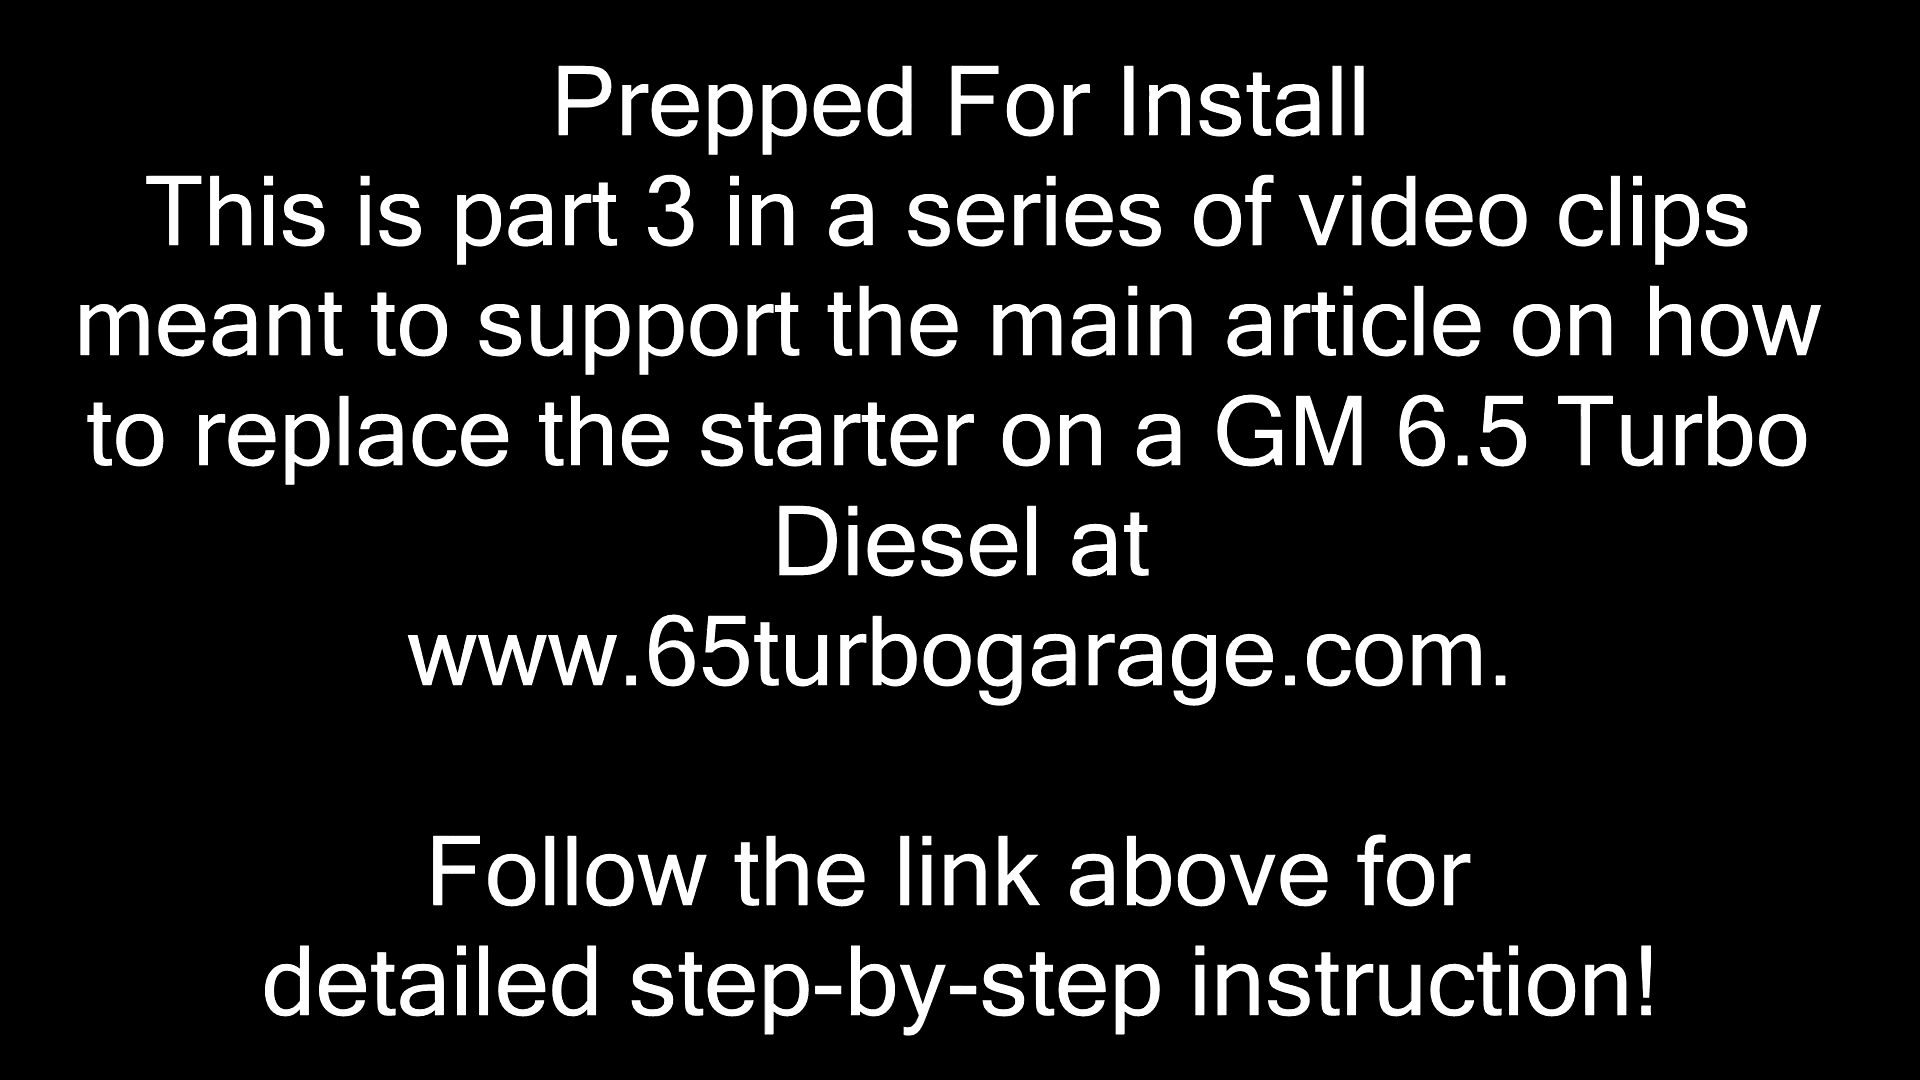 Prepped For Install
This is part 3 in a series of video clips
meant to support the main article on how
to replace the starter on a GM 6.5 Turbo
Diesel at
www.65turbogarage.com.
Follow the link above for
detailed step-by-step instruction!